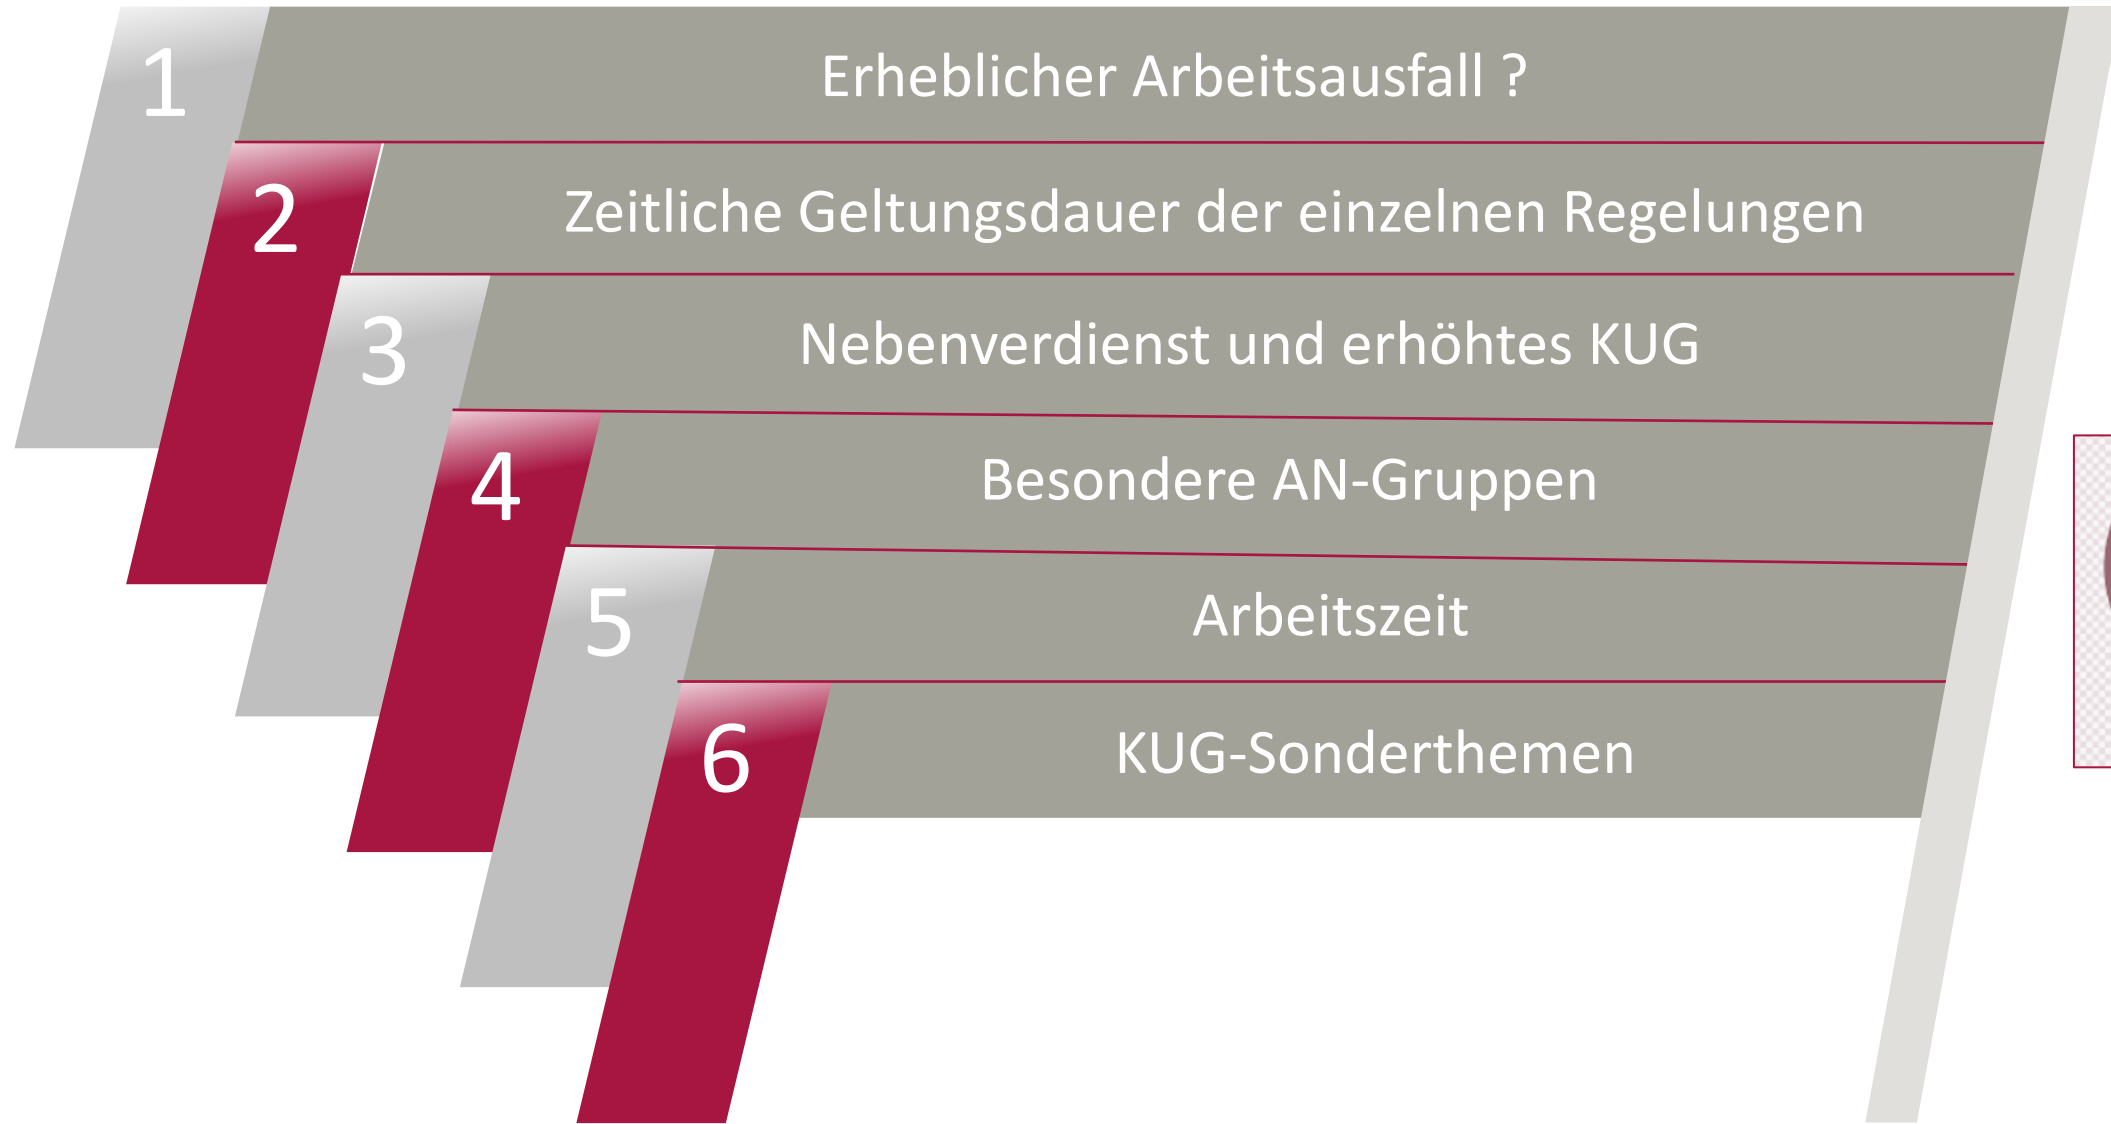 1 Erheblicher Arbeitsausfall ?
2 Zeitliche Geltungsdauer der einzelnen Regelungen
3 Nebenverdienst und erhöhtes KUG
4 Besondere AN-Gruppen
5 Arbeitszeit
6 KUG-Sonderthemen